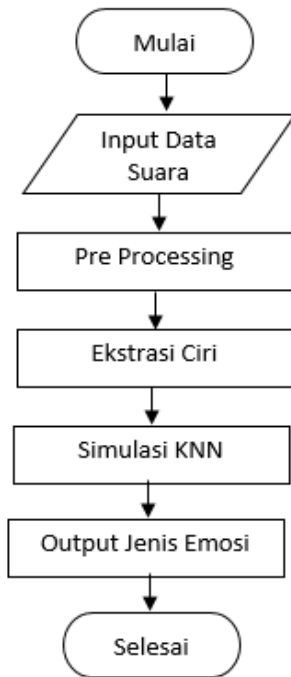 Mulai
Input Data
Suara
Pre Processing
Ekstrasi Ciri
Simulasi KNN
Output Jenis Emosi
Selesai